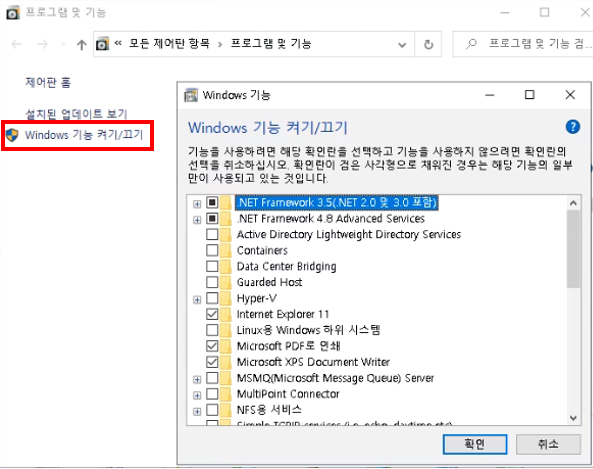 프로그램 및 기능
« 모든 제어판 항목 › 프로그램 및 기능
프로그램 및 기능 검...
제어판 홈
설치된 업데이트 보기
Windows 기능 켜기/끄기
Windows 기능
Windows 기능 켜기/끄기
기능을 사용하려면 해당 확인란을 선택하고 기능을 사용하지 않으려면 확인란의
선택을 취소하십시오. 확인란이 검은 사각형으로 채워진 경우는 해당 기능의 일부
만이 사용되고 있는 것입니다.
.NET Framework 3.5(.NET 2.0 및 3.0 포함)
.NET Framework 4.8 Advanced Services
Active Directory Lightweight Directory Services
Containers
Data Center Bridging
Guarded Host
Hyper-V
Internet Explorer 11
Linux용 Windows 하위 시스템
Microsoft PDF로 인쇄
Microsoft XPS Document Writer
MSMQ(Microsoft Message Queue) Server
MultiPoint Connector
NFS용 서비스
Simple TCPIP services (i.e. echo, daytime etc)
확인
취소